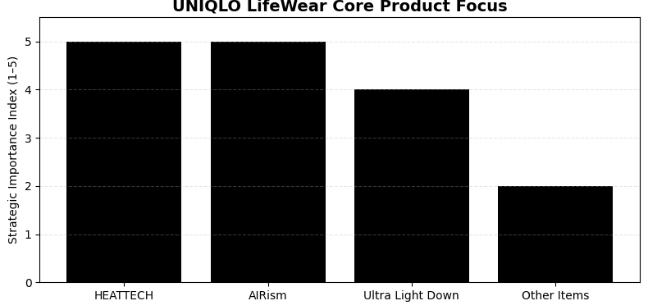 UNIQLO LifeWear Core Product Focus
Strategic Importance Index (1–5)
5
4
3
2
1
0
HEATTECH
AIRism
Ultra Light Down
Other Items